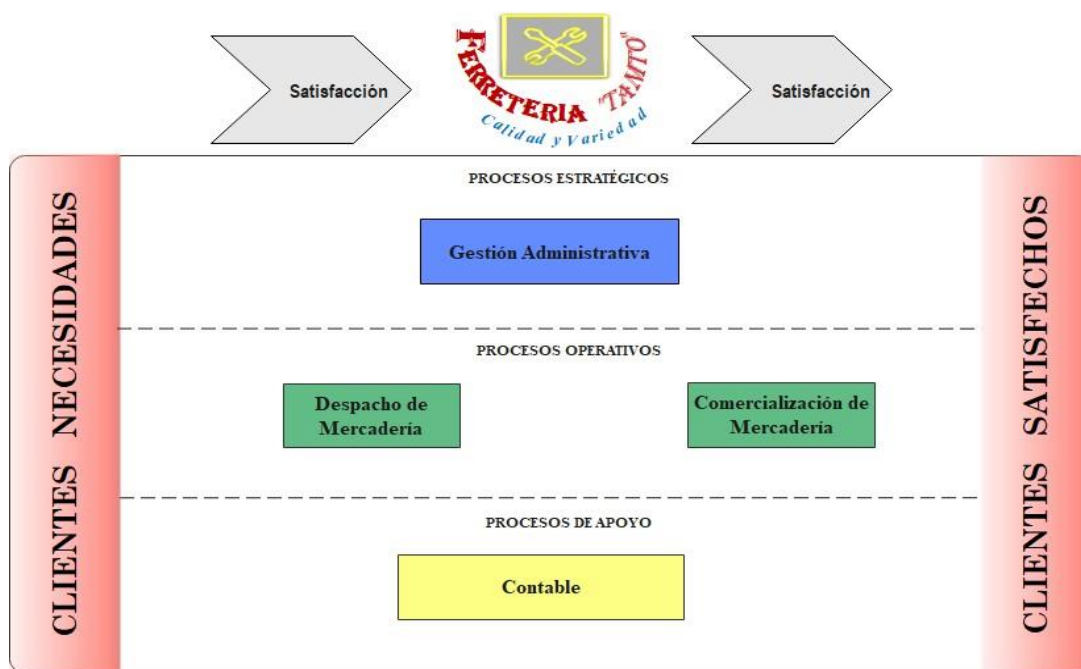 Satisfacción
FERRETERIA "TAMTO"
Calidad y Variedad
Satisfacción
CLIENTES NECESIDADES
PROCESOS ESTRATÉGICOS
Gestión Administrativa
PROCESOS OPERATIVOS
Despacho de
Mercadería
Comercialización de
Mercadería
PROCESOS DE APOYO
Contable
CLIENTES SATISFECHOS